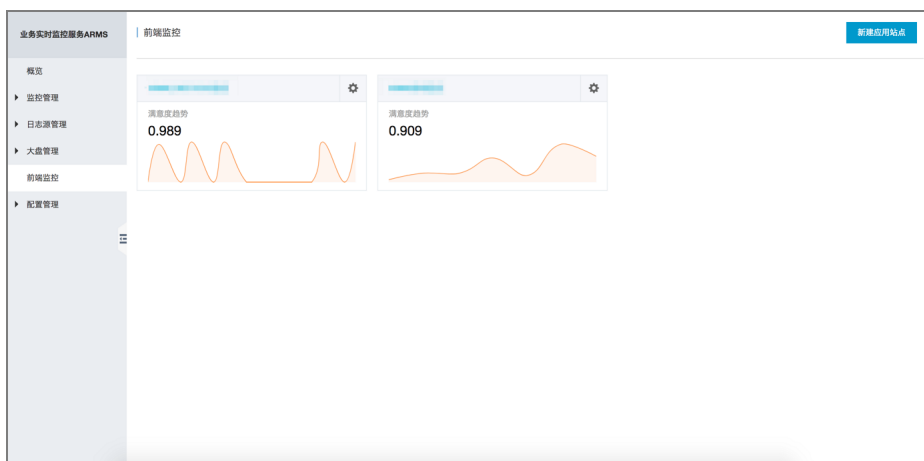 业务实时监控服务ARMS
前端监控
新建应用站点
概览
监控管理
日志源管理
大盘管理
前端监控
配置管理
满意度趋势
0.989
满意度趋势
0.909